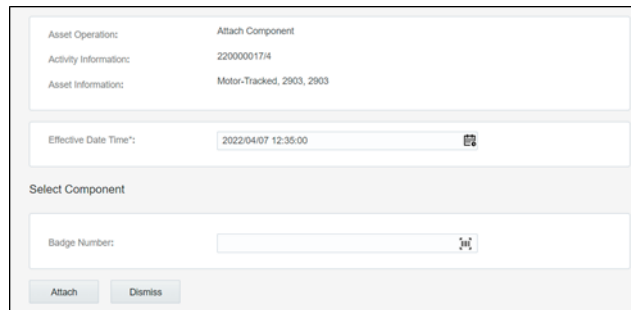 Asset Operation: Attach Component
Activity Information: 220000017/4
Asset Information: Motor-Tracked, 2903, 2903
Effective Date Time*: 2022/04/07 12:35:00
Select Component
Badge Number:
Attach Dismiss